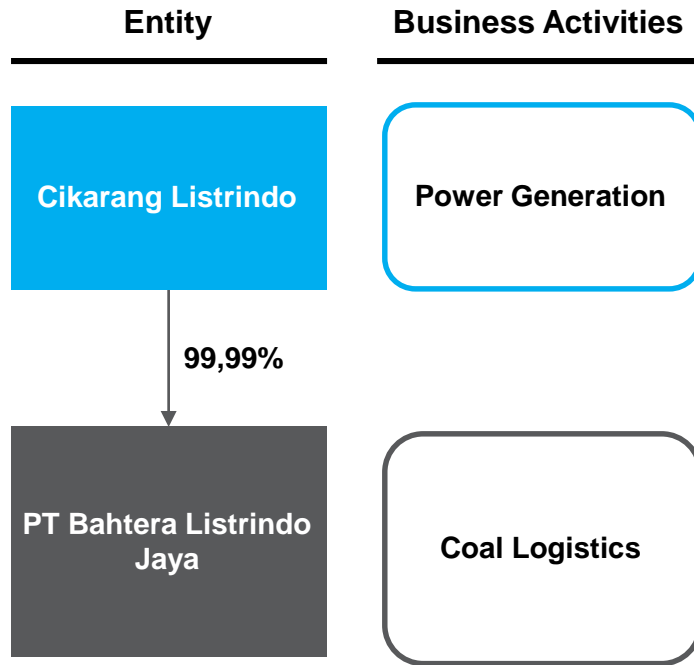 Entity
Business Activities
Cikarang Listrindo
Power Generation
99,99%
PT Bahtera Listrindo
Jaya
Coal Logistics